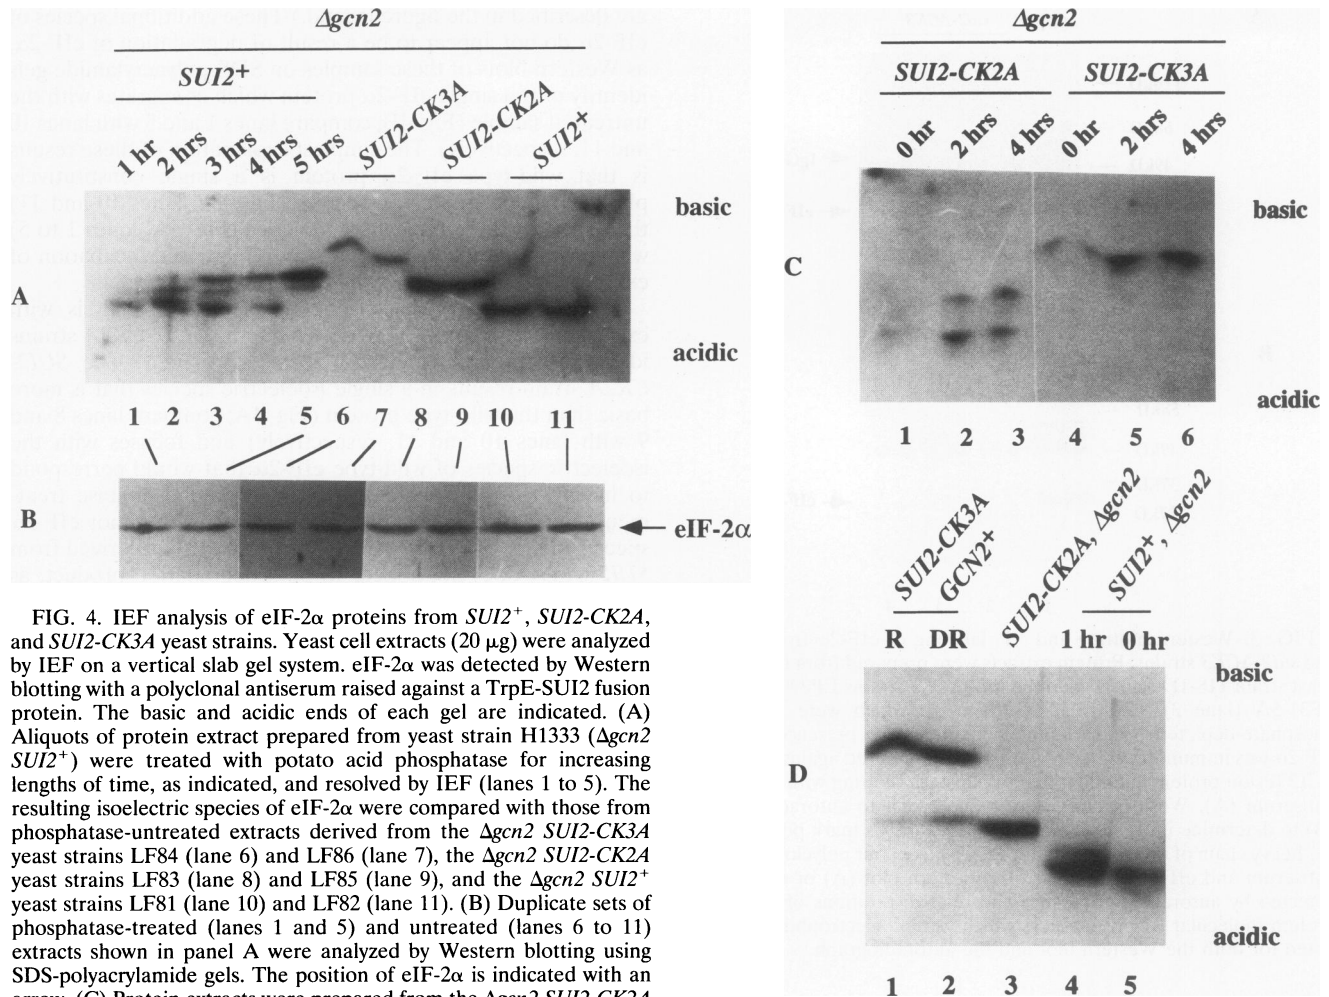 Δgcn2
SUI2+
1 hr 2 hrs 3 hrs 4 hrs 5 hrs SUI2-CK3A SUI2-CK2A SUI2+
basic
A
acidic
1 2 3 4 5 6 7 8 9 10 11
B
eIF-2α
FIG. 4. IEF analysis of eIF-2α proteins from SUI2+, SUI2-CK2A,
and SUI2-CK3A yeast strains. Yeast cell extracts (20 μg) were analyzed
by IEF on a vertical slab gel system. eIF-2α was detected by Western
blotting with a polyclonal antiserum raised against a TrpE-SUI2 fusion
protein. The basic and acidic ends of each gel are indicated. (A)
Aliquots of protein extract prepared from yeast strain H1333 (Δgcn2
SUI2+) were treated with potato acid phosphatase for increasing
lengths of time, as indicated, and resolved by IEF (lanes 1 to 5). The
resulting isoelectric species of eIF-2α were compared with those from
phosphatase-untreated extracts derived from the Δgcn2 SUI2-CK3A
yeast strains LF84 (lane 6) and LF86 (lane 7), the Δgcn2 SUI2-CK2A
yeast strains LF83 (lane 8) and LF85 (lane 9), and the Δgcn2 SUI2+
yeast strains LF81 (lane 10) and LF82 (lane 11). (B) Duplicate sets of
phosphatase-treated (lanes 1 and 5) and untreated (lanes 6 to 11)
extracts shown in panel A were analyzed by Western blotting using
SDS-polyacrylamide gels. The position of eIF-2α is indicated with an
arrow. (C) Protein extracts were prepared from the Δgcn2 SUI2-CK2A
Δgcn2
SUI2-CK2A SUI2-CK3A
0 hr 2 hrs 4 hrs 0 hr 2 hrs 4 hrs
basic
C
acidic
1 2 3 4 5 6
SUI2-CK3A
GCN2+
SUI2-CK2A, Δgcn2
SUI2+, Δgcn2
R DR 1 hr 0 hr
basic
D
acidic
1 2 3 4 5